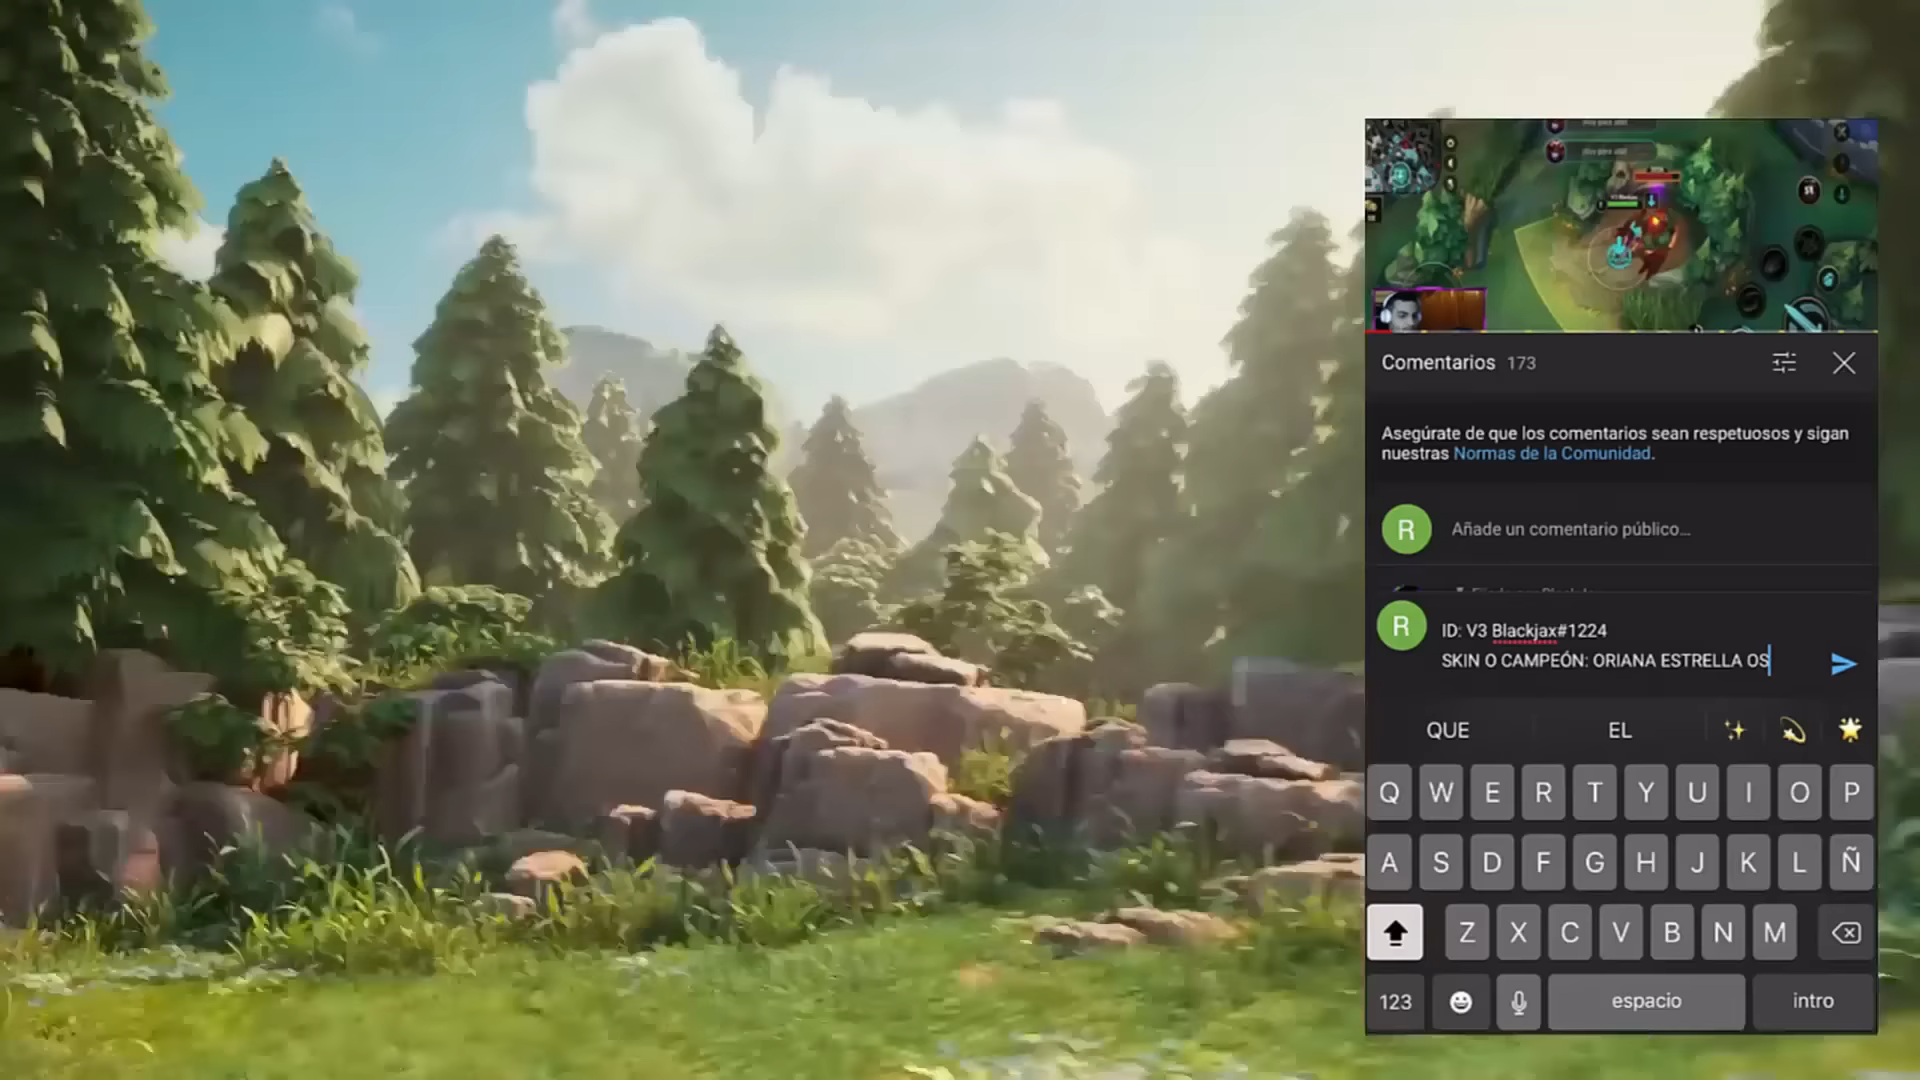 Comentarios 173
Asegúrate de que los comentarios sean respetuosos y sigan
nuestras Normas de la Comunidad.
R
Añade un comentario público...
R
ID: V3 Blackjax#1224
SKIN O CAMPEÓN: ORIANA ESTRELLA OS
QUE EL
Q W E R T Y U I O P
A S D F G H J K L Ñ
Z X C V B N M
123 espacio intro